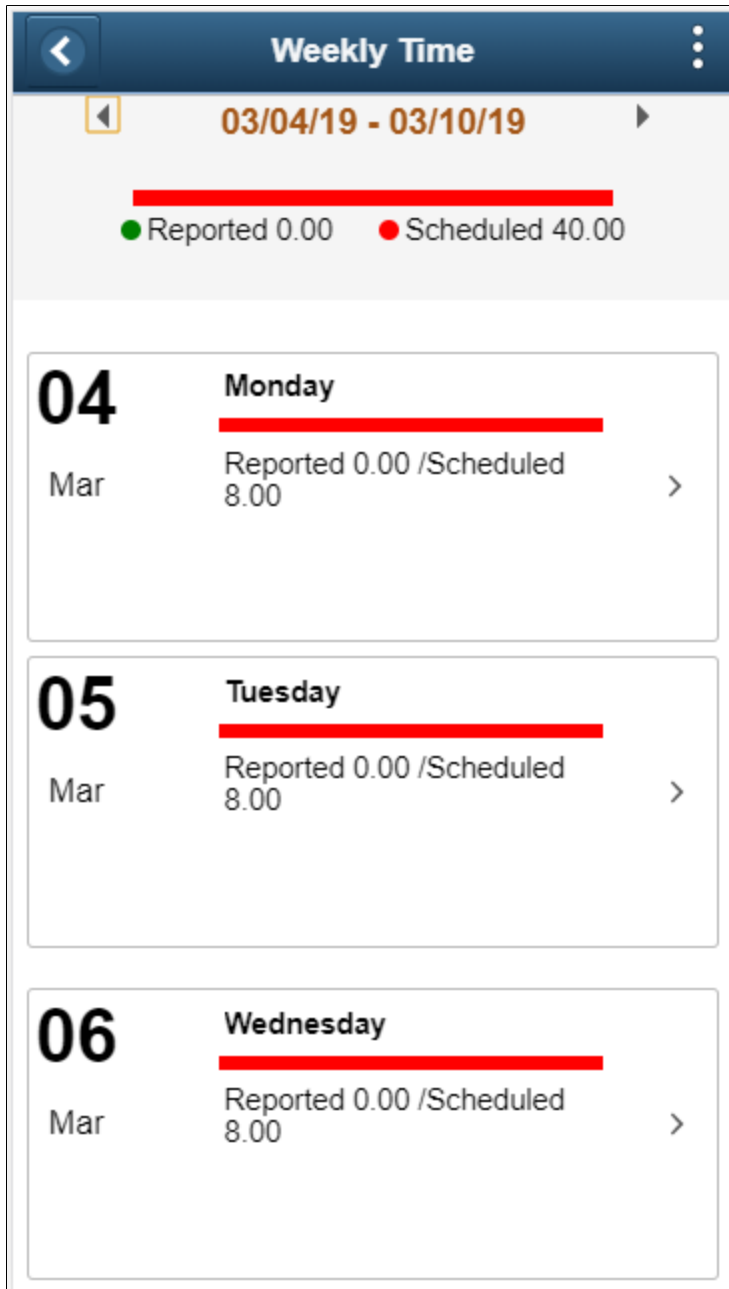 Weekly Time
03/04/19 - 03/10/19
Reported 0.00 Scheduled 40.00
04
Monday
Reported 0.00 /Scheduled
8.00
Mar
05
Tuesday
Reported 0.00 /Scheduled
8.00
Mar
06
Wednesday
Reported 0.00 /Scheduled
8.00
Mar